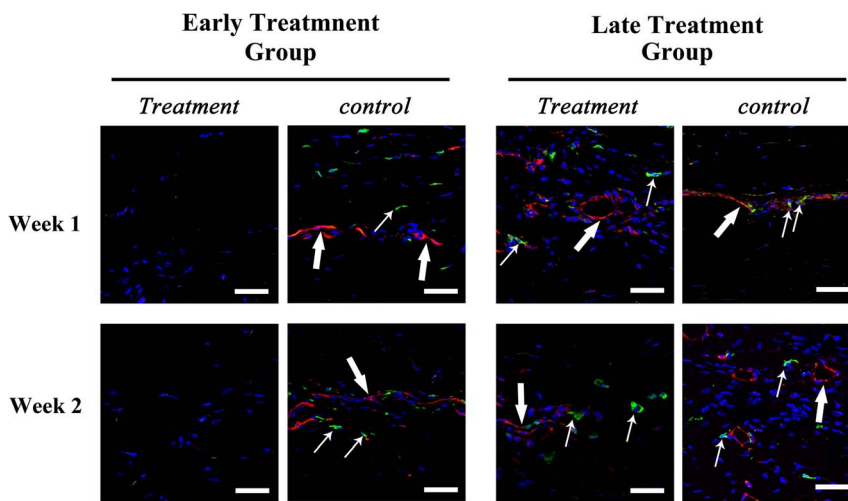 Early Treatmnent
Group
Late Treatment
Group
Treatment
control
Treatment
control
Week 1
Week 2